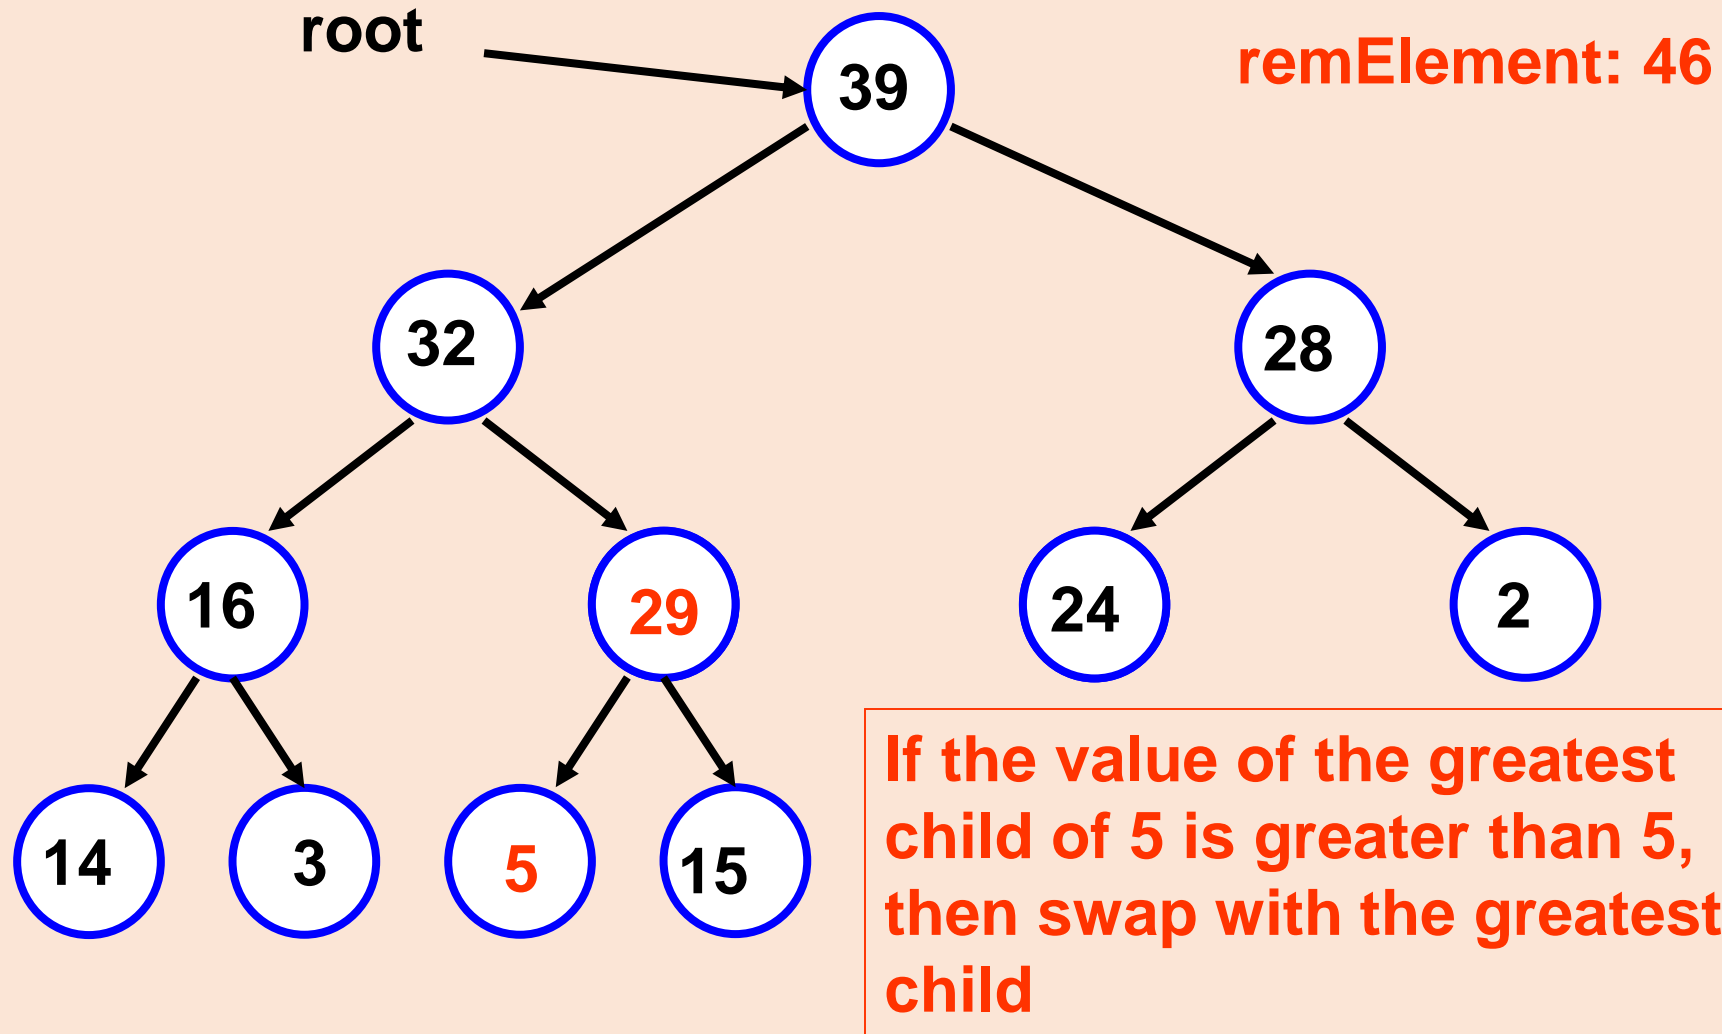 root
remElement: 46
39
32
28
16
29
24
2
14
3
5
15
If the value of the greatest
child of 5 is greater than 5,
then swap with the greatest
child